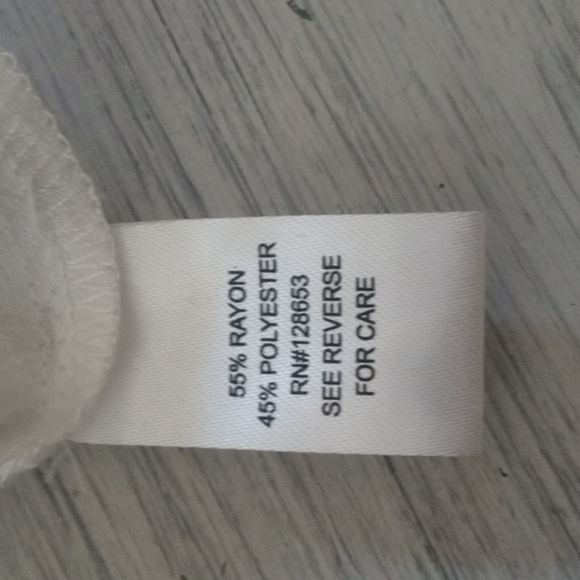 55% RAYON
45% POLYESTER
RN#128653
SEE REVERSE
FOR CARE